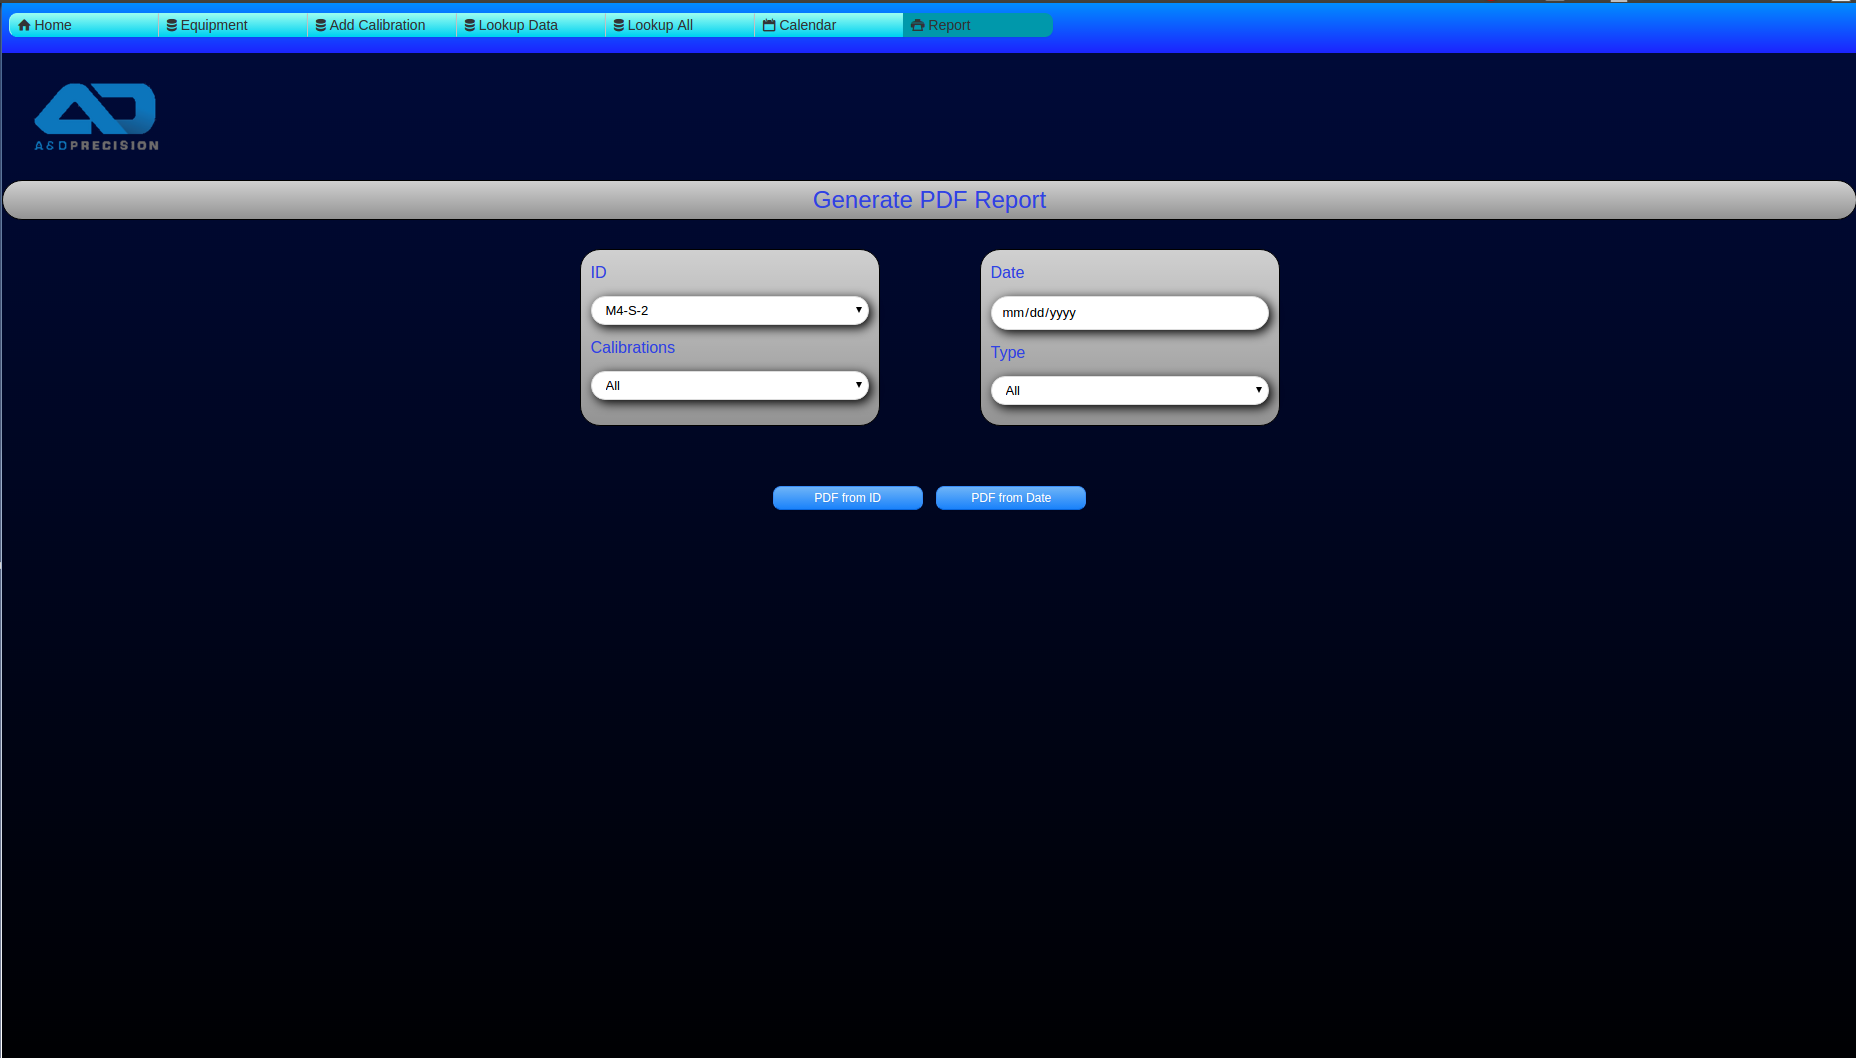 Home Equipment Add Calibration Lookup Data Lookup All Calendar Report
A&DPRECISION
Generate PDF Report
ID
M4-S-2
Calibrations
All
Date
mm/dd/yyyy
Type
All
PDF from ID PDF from Date